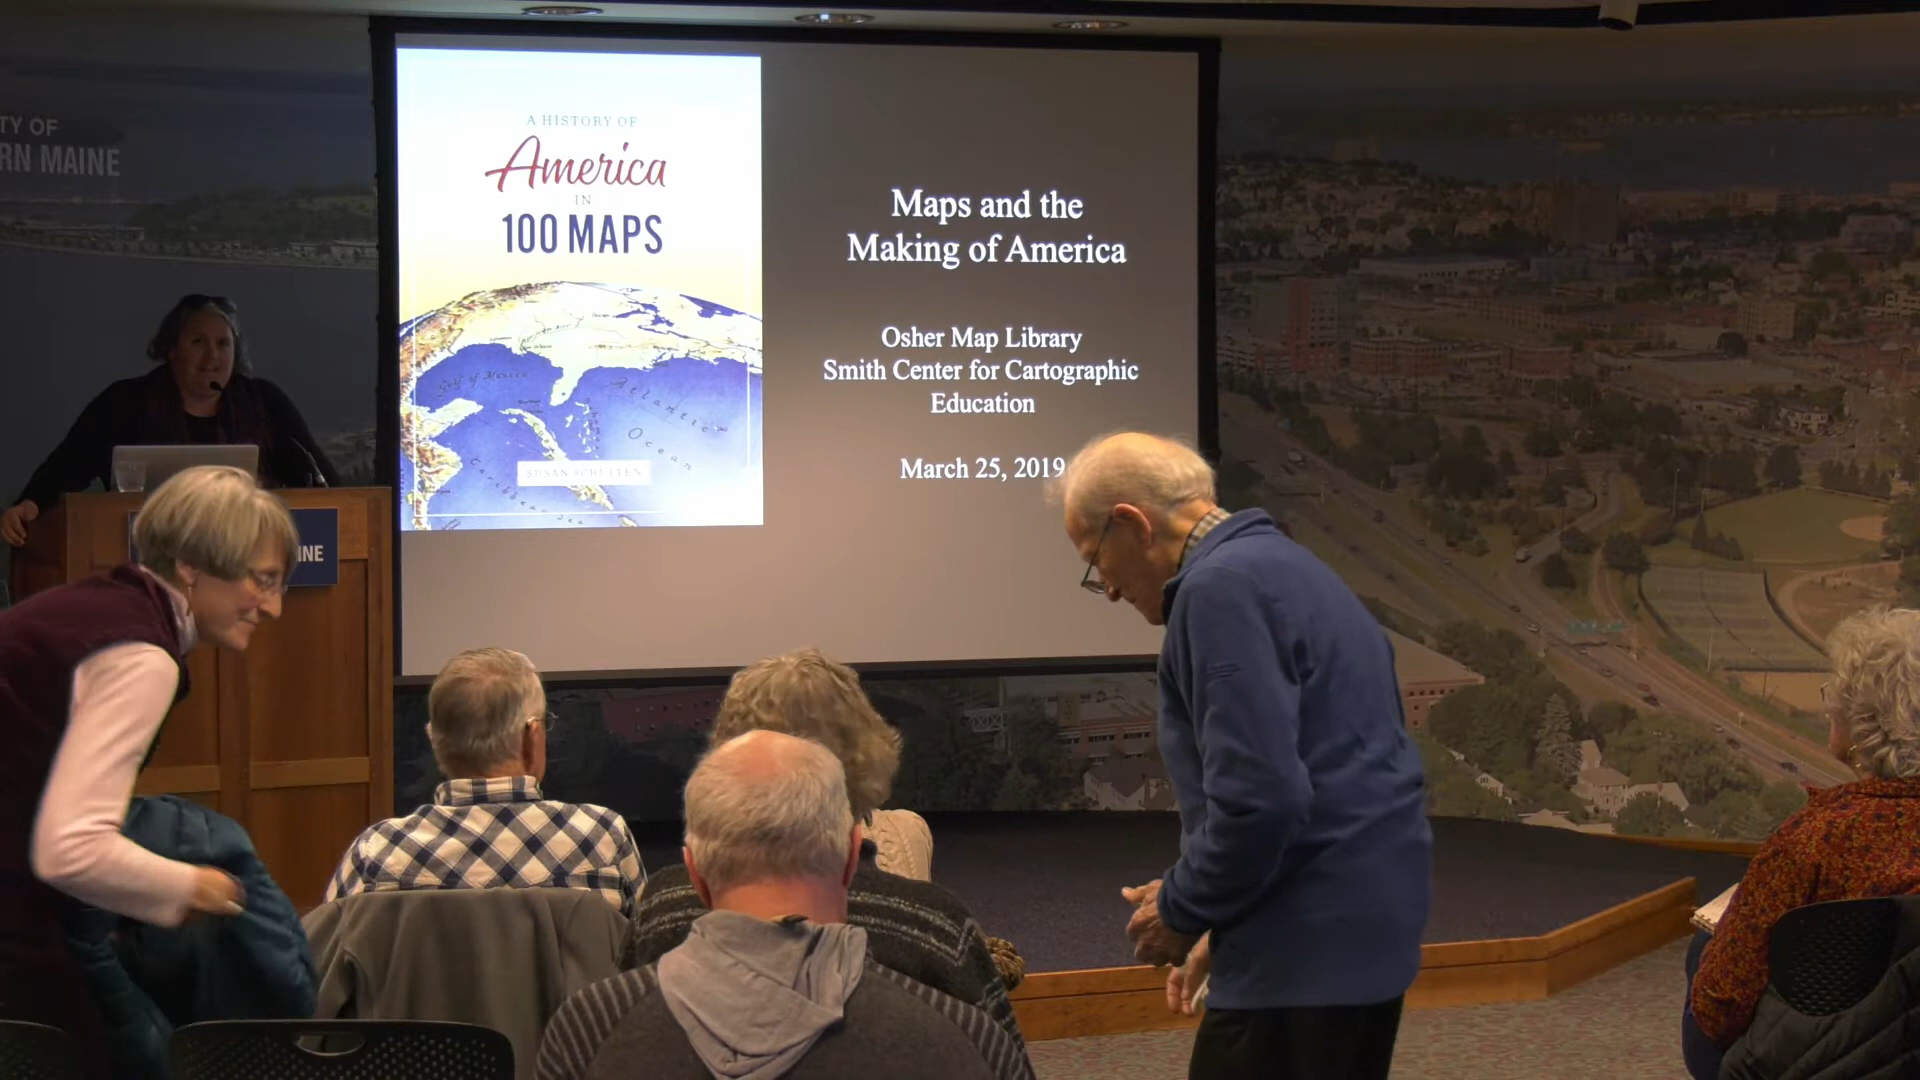 TY OF
RN MAINE
A HISTORY OF
America
IN
100 MAPS
Gulf of Mexico
Atlantic
Ocean
Caribbean
SUSAN SCHULTEN
Maps and the
Making of America
Osher Map Library
Smith Center for Cartographic
Education
March 25, 2019
INE